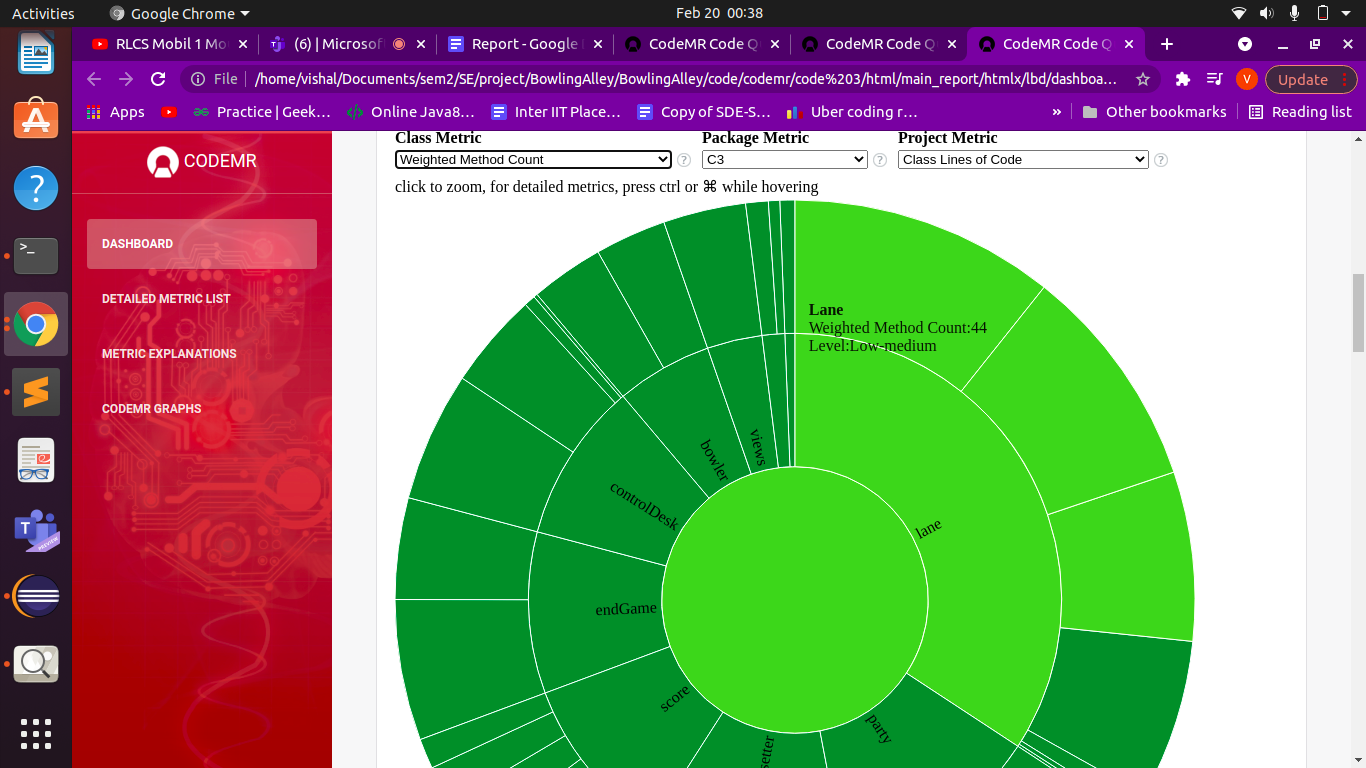 Activities
Google Chrome
Feb 20 00:38
RLCS Mobil 1 Mo
(6) | Microsof
Report - Google
CodeMR Code Q
CodeMR Code Q
CodeMR Code Q
File
/home/vishal/Documents/sem2/SE/project/BowlingAlley/BowlingAlley/code/codemr/code%203/html/main_report/htmlx/lbd/dashboa...
V
Update
Apps
Practice | Geek...
Online Java8...
Inter IIT Place...
Copy of SDE-S...
Uber coding r...
»
Other bookmarks
Reading list
CODEMR
DASHBOARD
DETAILED METRIC LIST
METRIC EXPLANATIONS
CODEMR GRAPHS
Class Metric
Package Metric
Project Metric
Weighted Method Count
?
C3
?
Class Lines of Code
?
click to zoom, for detailed metrics, press ctrl or ⌘ while hovering
Lane
Weighted Method Count:44
Level:Low-medium
views
bowler
controlDesk
lane
endGame
score
party
setter